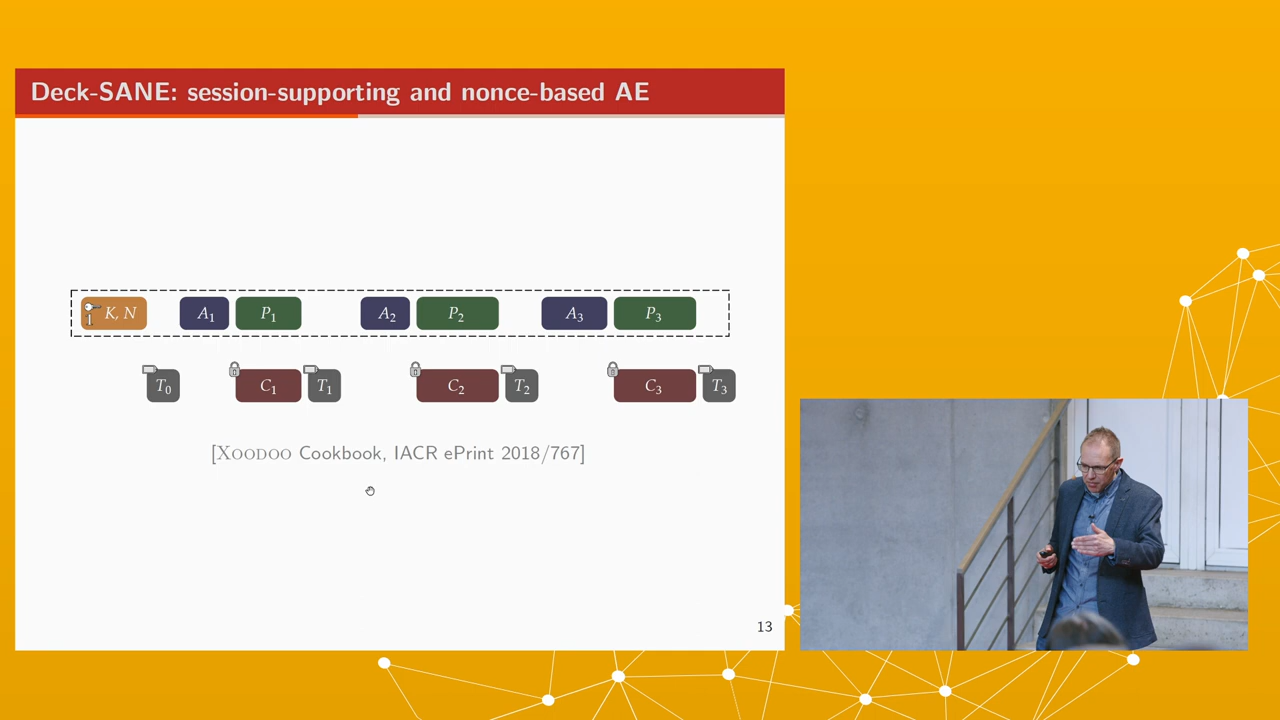 Deck-SANE: session-supporting and nonce-based AE
K, N A₁ P₁ A₂ P₂ A₃ P₃
T₀ C₁ T₁ C₂ T₂ C₃ T₃
[Xoodoo Cookbook, IACR ePrint 2018/767]
13